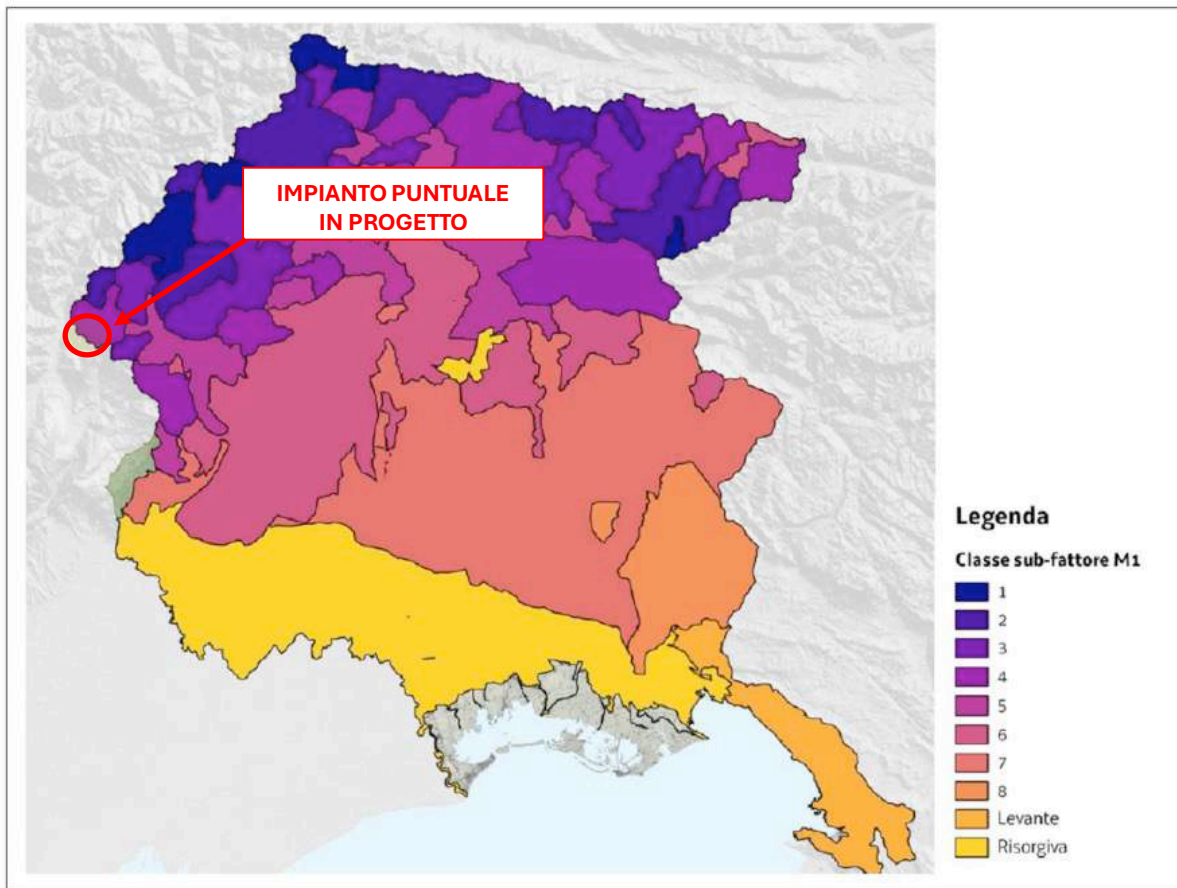 IMPIANTO PUNTUALE
IN PROGETTO
Legenda
Classe sub-fattore M1
1
2
3
4
5
6
7
8
Levante
Risorgiva